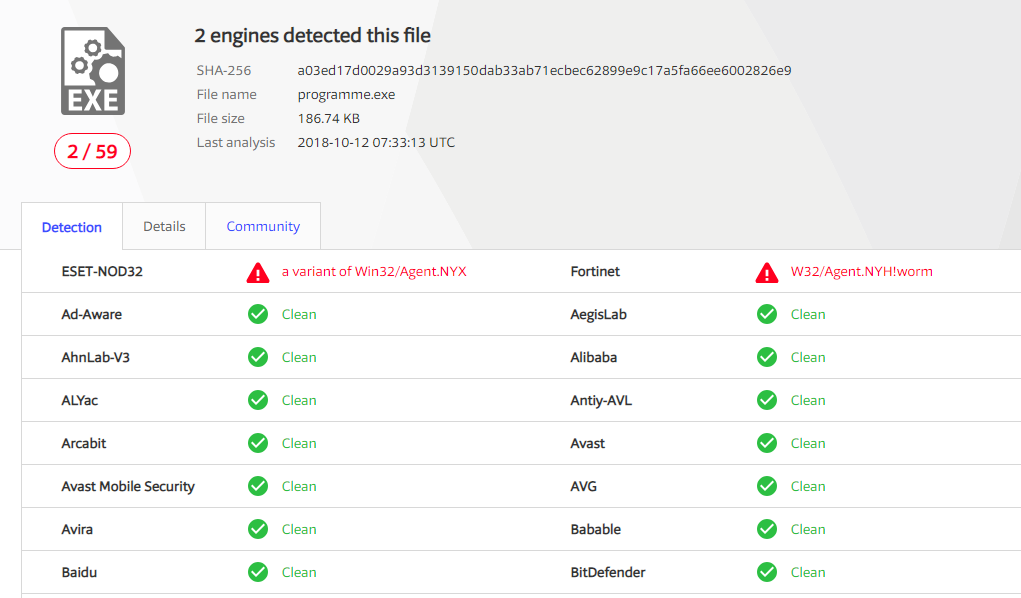 2 engines detected this file
SHA-256 a03ed17d0029a93d3139150dab33ab71ecbec62899e9c17a5fa66ee6002826e9
File name programme.exe
File size 186.74 KB
Last analysis 2018-10-12 07:33:13 UTC
EXE
2 / 59
Detection Details Community
ESET-NOD32 a variant of Win32/Agent.NYX Fortinet W32/Agent.NYH!worm
Ad-Aware Clean AegisLab Clean
AhnLab-V3 Clean Alibaba Clean
ALYac Clean Antiy-AVL Clean
Arcabit Clean Avast Clean
Avast Mobile Security Clean AVG Clean
Avira Clean Babable Clean
Baidu Clean BitDefender Clean